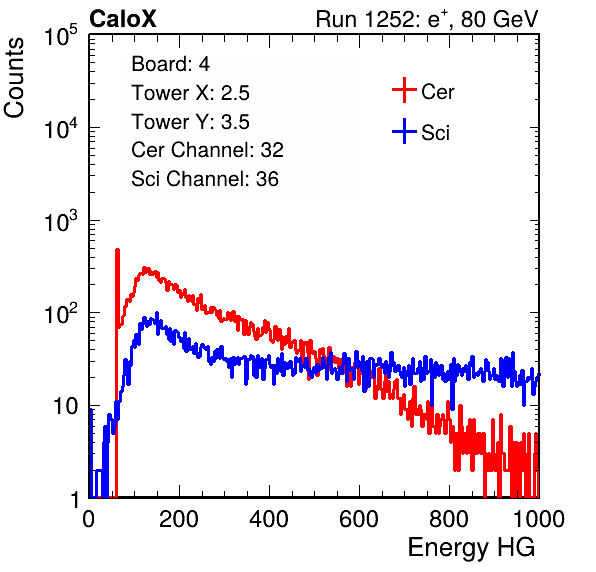 CaloX Run 1252: e⁺, 80 GeV
Counts
10⁵
10⁴
10³
10²
10
1
Board: 4
Tower X: 2.5
Tower Y: 3.5
Cer Channel: 32
Sci Channel: 36
Cer
Sci
0 200 400 600 800 1000
Energy HG